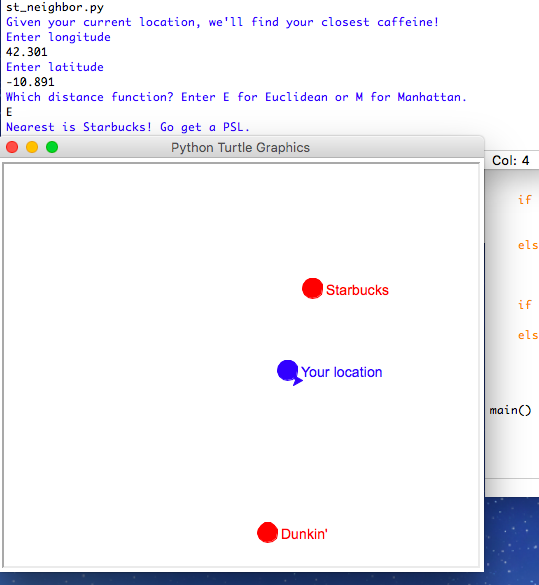 st_neighbor.py
Given your current location, we'll find your closest caffeine!
Enter longitude
42.301
Enter latitude
-10.891
Which distance function? Enter E for Euclidean or M for Manhattan.
E
Nearest is Starbucks! Go get a PSL.
Python Turtle Graphics
Col: 4
if
els
if
els
main()
Starbucks
Your location
Dunkin'